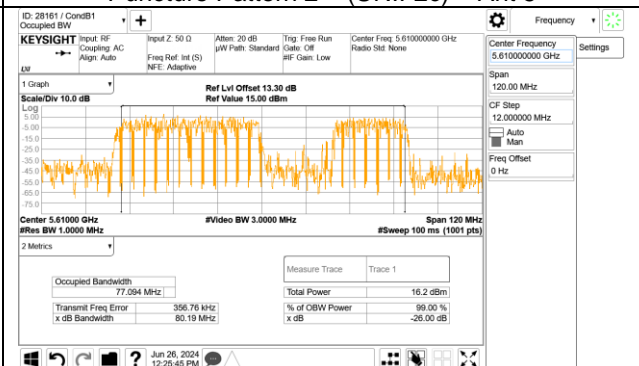 ID: 28161 / CondB1
Occupied BW
Frequency
KEYSIGHT
Input: RF
Coupling: AC
Align: Auto
Input Z: 50 Ω
Freq Ref: Int (S)
NFE: Adaptive
Atten: 20 dB
µW Path: Standard
Trig: Free Run
Gate: Off
#IF Gain: Low
Center Freq: 5.610000000 GHz
Radio Std: None
Center Frequency
5.610000000 GHz
Settings
Span
120.00 MHz
CF Step
12.000000 MHz
Auto
Man
Freq Offset
0 Hz
1 Graph
Scale/Div 10.0 dB
Ref Lvl Offset 13.30 dB
Ref Value 15.00 dBm
Log
5.00
-5.00
-15.0
-25.0
-35.0
-45.0
-55.0
-65.0
-75.0
Center 5.61000 GHz
#Video BW 3.0000 MHz
Span 120 MHz
#Res BW 1.0000 MHz
#Sweep 100 ms (1001 pts)
2 Metrics
Measure Trace
Trace 1
Occupied Bandwidth
77.094 MHz
Total Power
16.2 dBm
Transmit Freq Error
356.76 kHz
% of OBW Power
99.00 %
x dB Bandwidth
80.19 MHz
x dB
-26.00 dB
Jun 26, 2024
12:25:45 PM